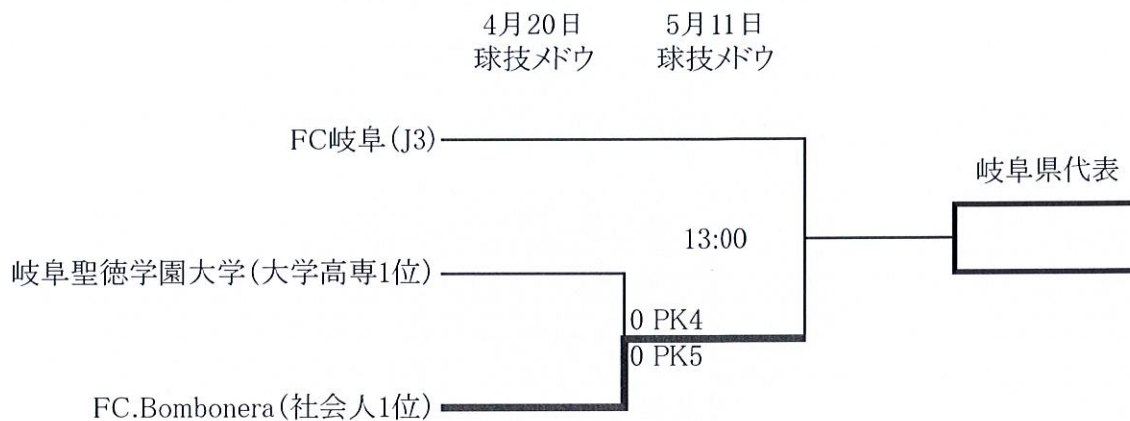 4月20日
球技メドウ
5月11日
球技メドウ
FC岐阜(J3)
岐阜県代表
13:00
岐阜聖徳学園大学(大学高専1位)
0 PK4
0 PK5
FC.Bombonera(社会人1位)